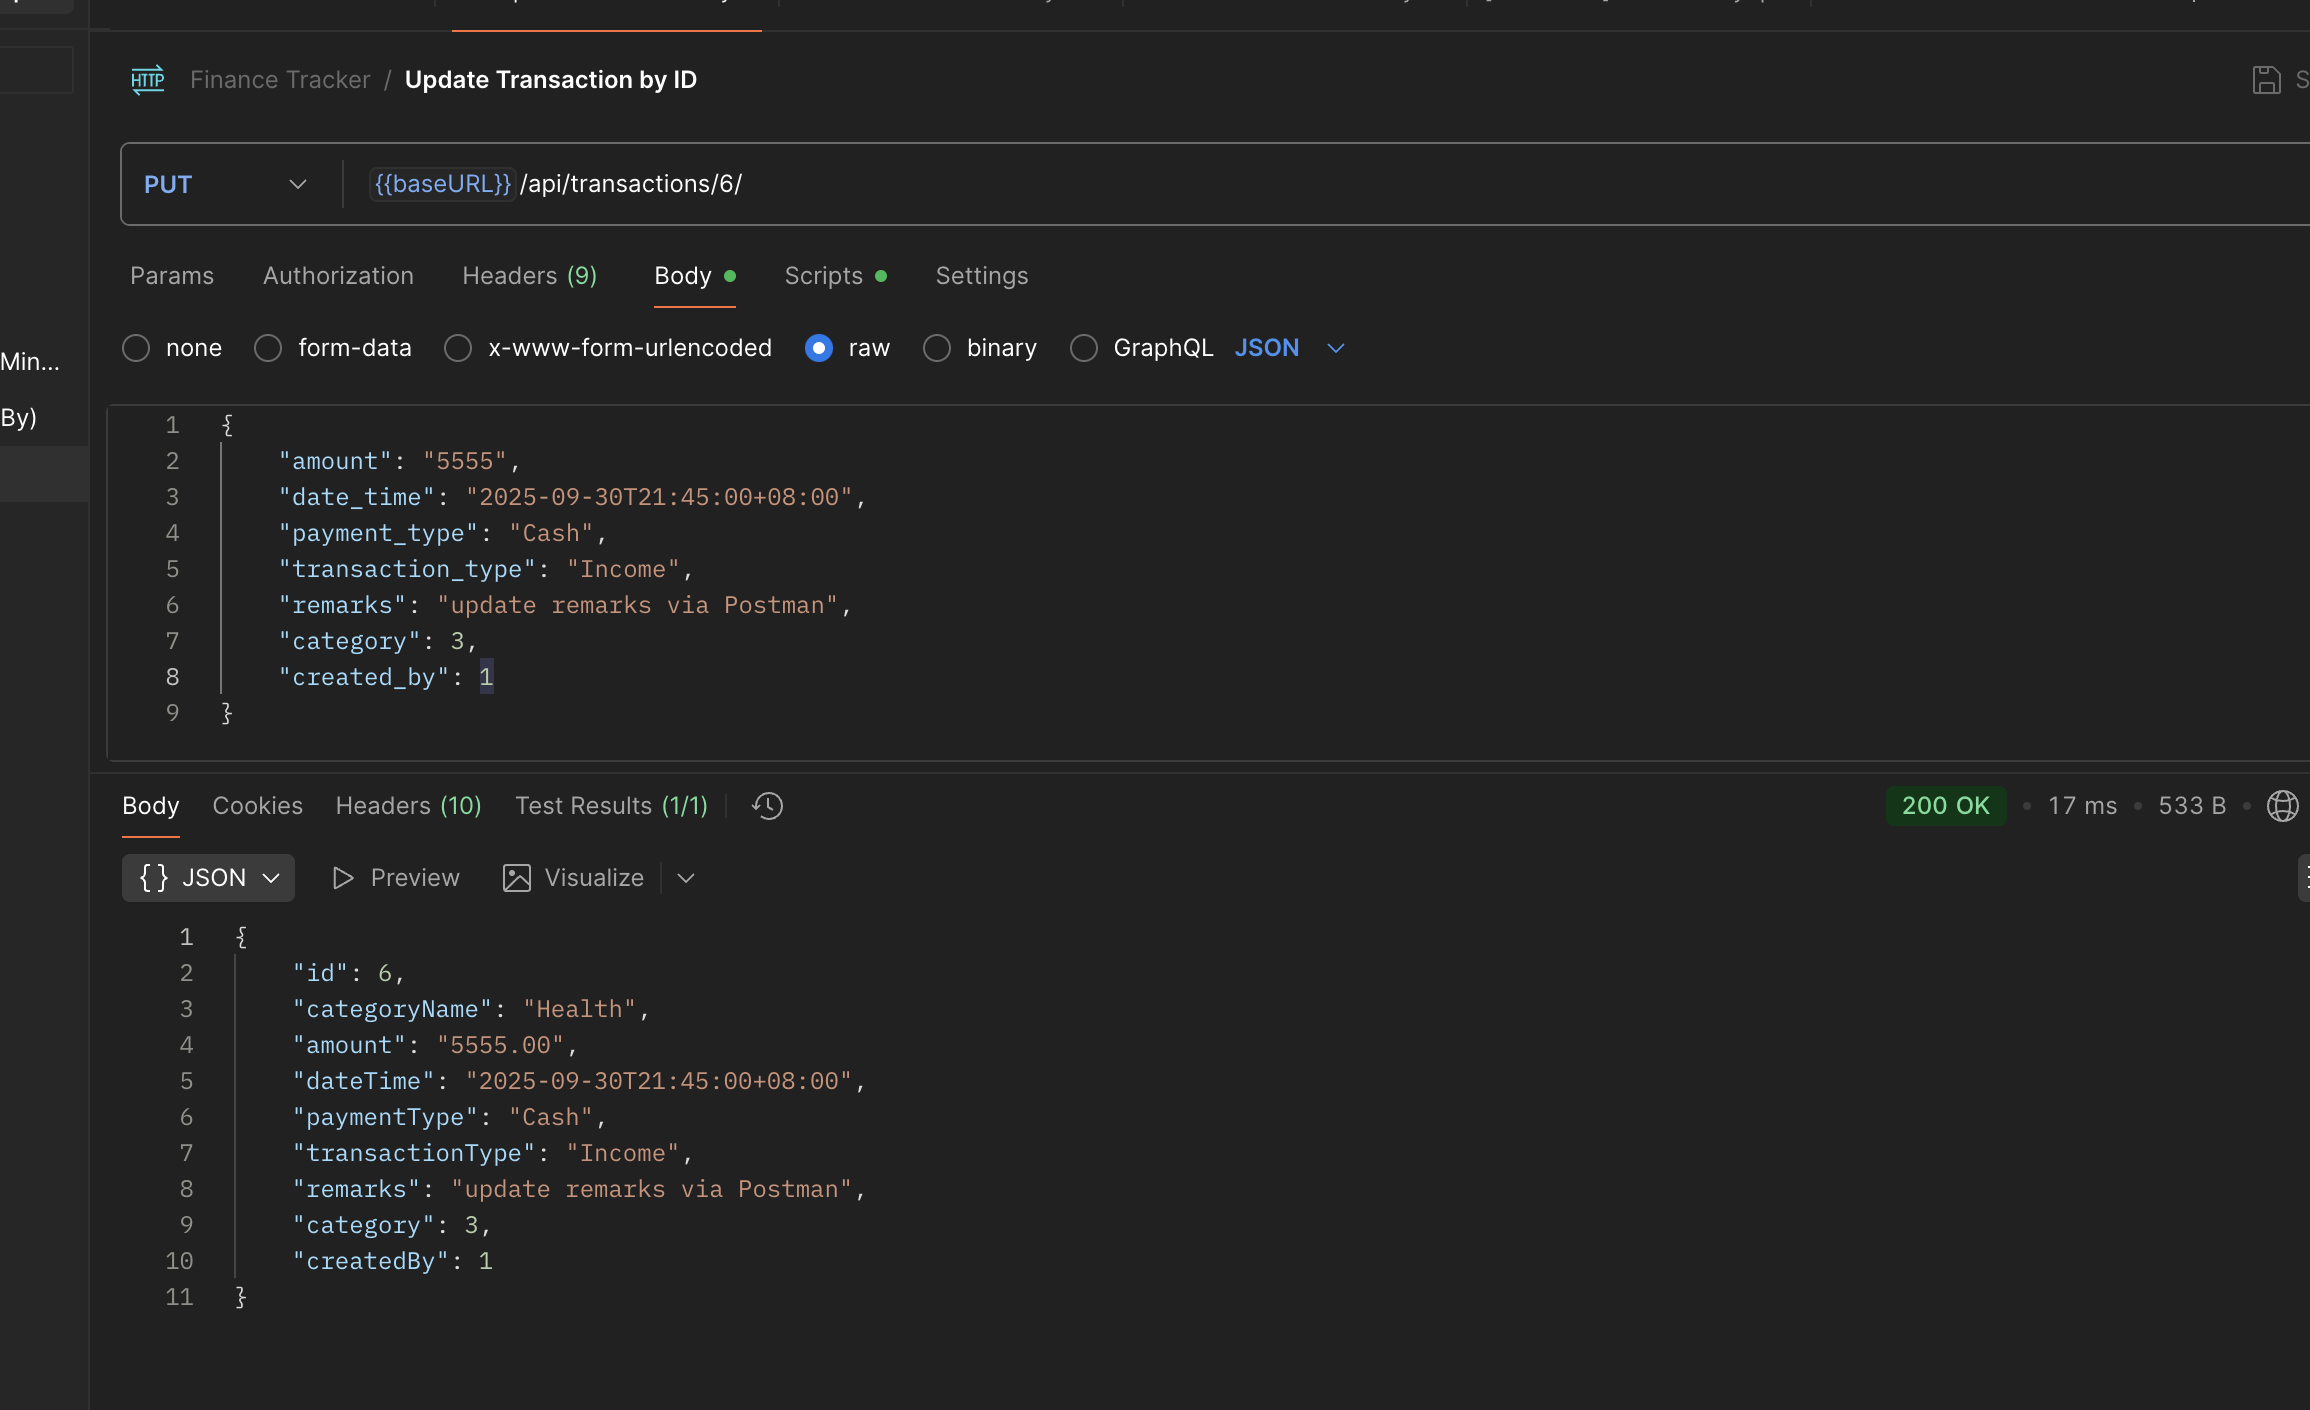 HTTP Finance Tracker / Update Transaction by ID
PUT {{baseURL}} /api/transactions/6/
Params Authorization Headers (9) Body Scripts Settings
none form-data x-www-form-urlencoded raw binary GraphQL JSON
Min...
By)
1 {
2 "amount": "5555",
3 "date_time": "2025-09-30T21:45:00+08:00",
4 "payment_type": "Cash",
5 "transaction_type": "Income",
6 "remarks": "update remarks via Postman",
7 "category": 3,
8 "created_by": 1
9 }
Body Cookies Headers (10) Test Results (1/1) 200 OK • 17 ms • 533 B •
{} JSON Preview Visualize
1 {
2 "id": 6,
3 "categoryName": "Health",
4 "amount": "5555.00",
5 "dateTime": "2025-09-30T21:45:00+08:00",
6 "paymentType": "Cash",
7 "transactionType": "Income",
8 "remarks": "update remarks via Postman",
9 "category": 3,
10 "createdBy": 1
11 }